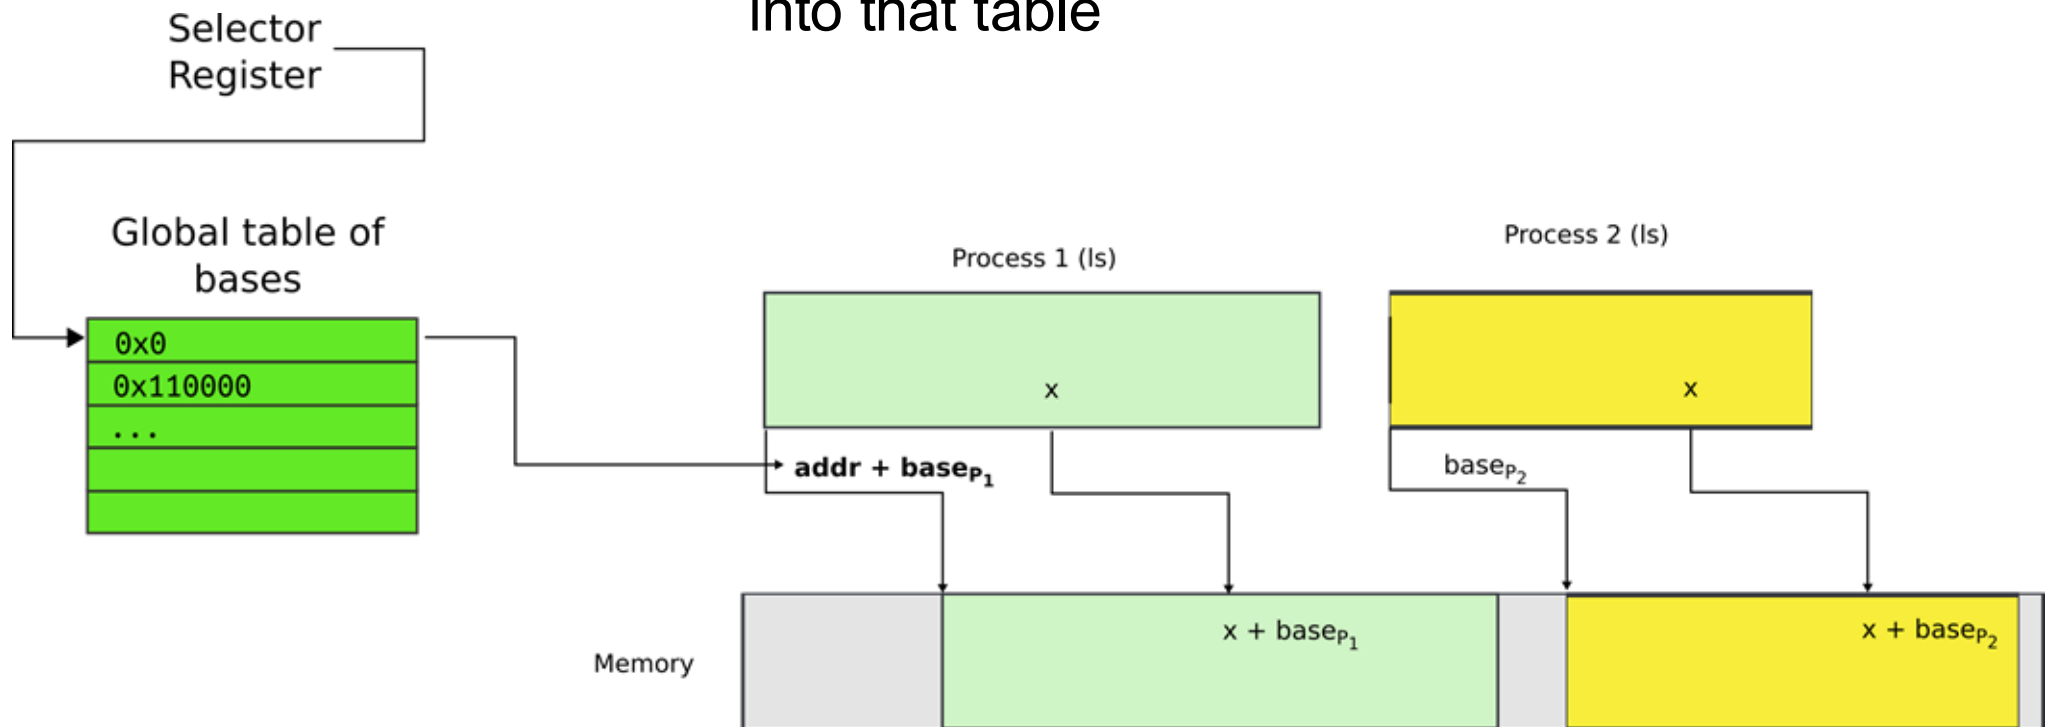 into that table
Selector
Register
Global table of
bases
0x0
0x110000
...
Process 1 (ls)
Process 2 (ls)
x
x
addr + baseP1
baseP2
x + baseP1
x + baseP2
Memory